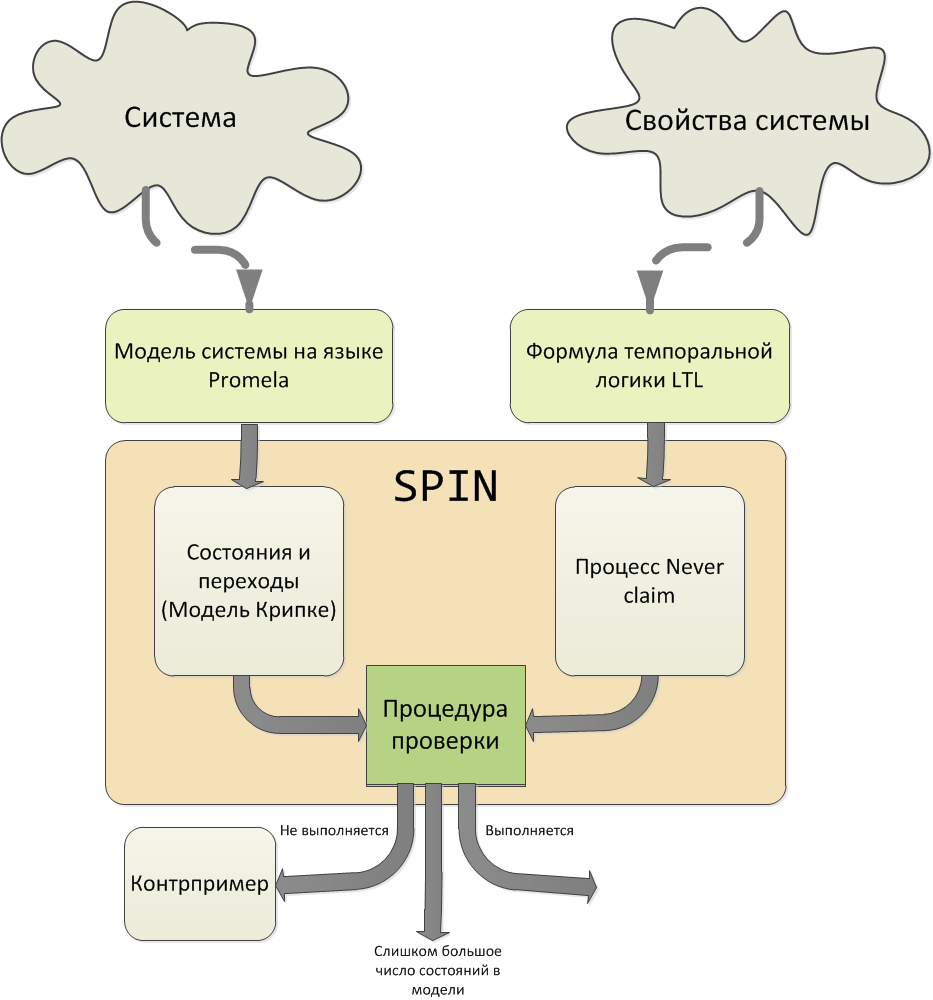 Система
Свойства системы
Модель системы на языке
Promela
Формула темпоральной
логики LTL
SPIN
Состояния и
переходы
(Модель Крипке)
Процесс Never
claim
Процедура
проверки
Не выполняется
Выполняется
Контрпример
Слишком большое
число состояний в
модели